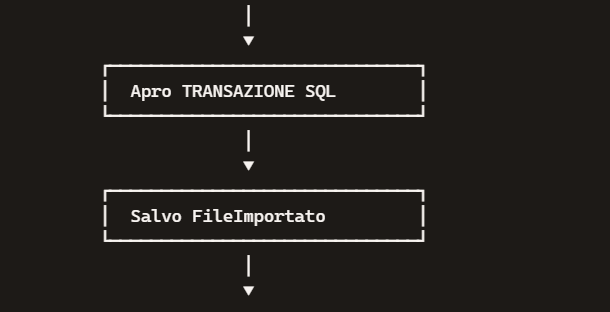 Apro TRANSAZIONE SQL
Salvo FileImportato